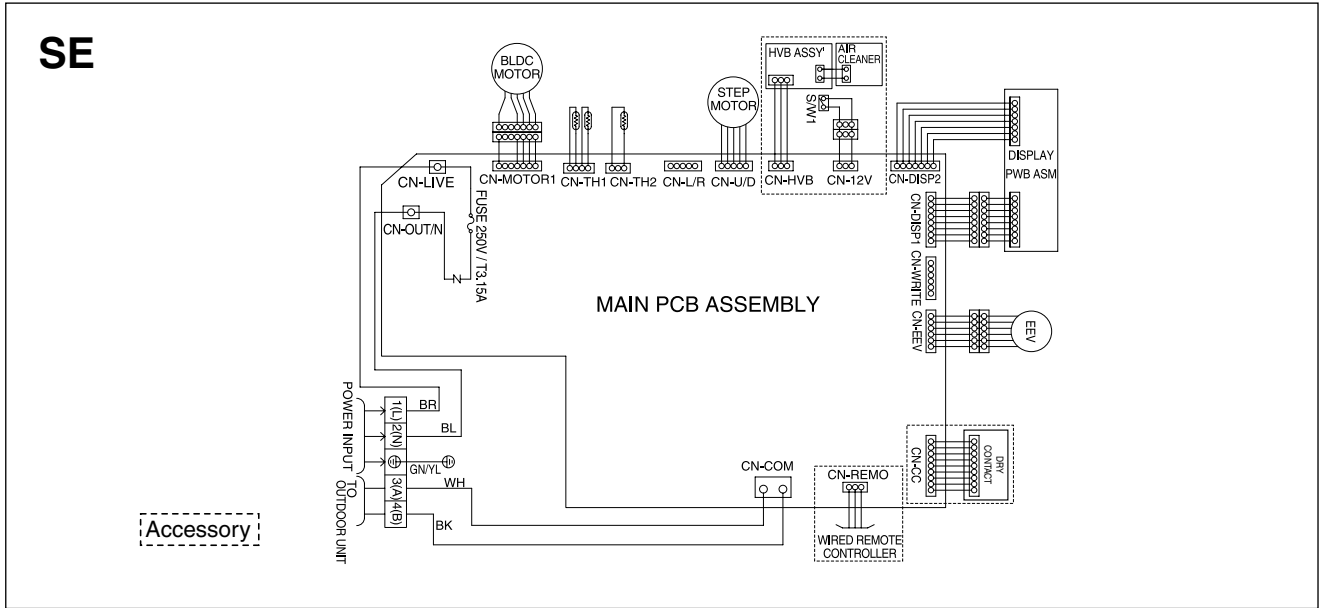 SE
BLDC
MOTOR
HVB ASSY'
AIR
CLEANER
S/W1
STEP
MOTOR
DISPLAY
PWB ASM
CN-LIVE
CN-MOTOR1
CN-TH1
CN-TH2
CN-L/R
CN-U/D
CN-HVB
CN-12V
CN-DISP2
CN-OUT/N
FUSE 250V / T3.15A
CN-DISP1
CN-WRITE
MAIN PCB ASSEMBLY
CN-EEV
EEV
POWER INPUT
1(L)
BR
2(N)
BL
GN/YL
TO
OUTDOOR UNIT
3(A)
WH
4(B)
BK
CN-COM
CN-REMO
WIRED REMOTE
CONTROLLER
CN-CC
DRY
CONTACT
Accessory